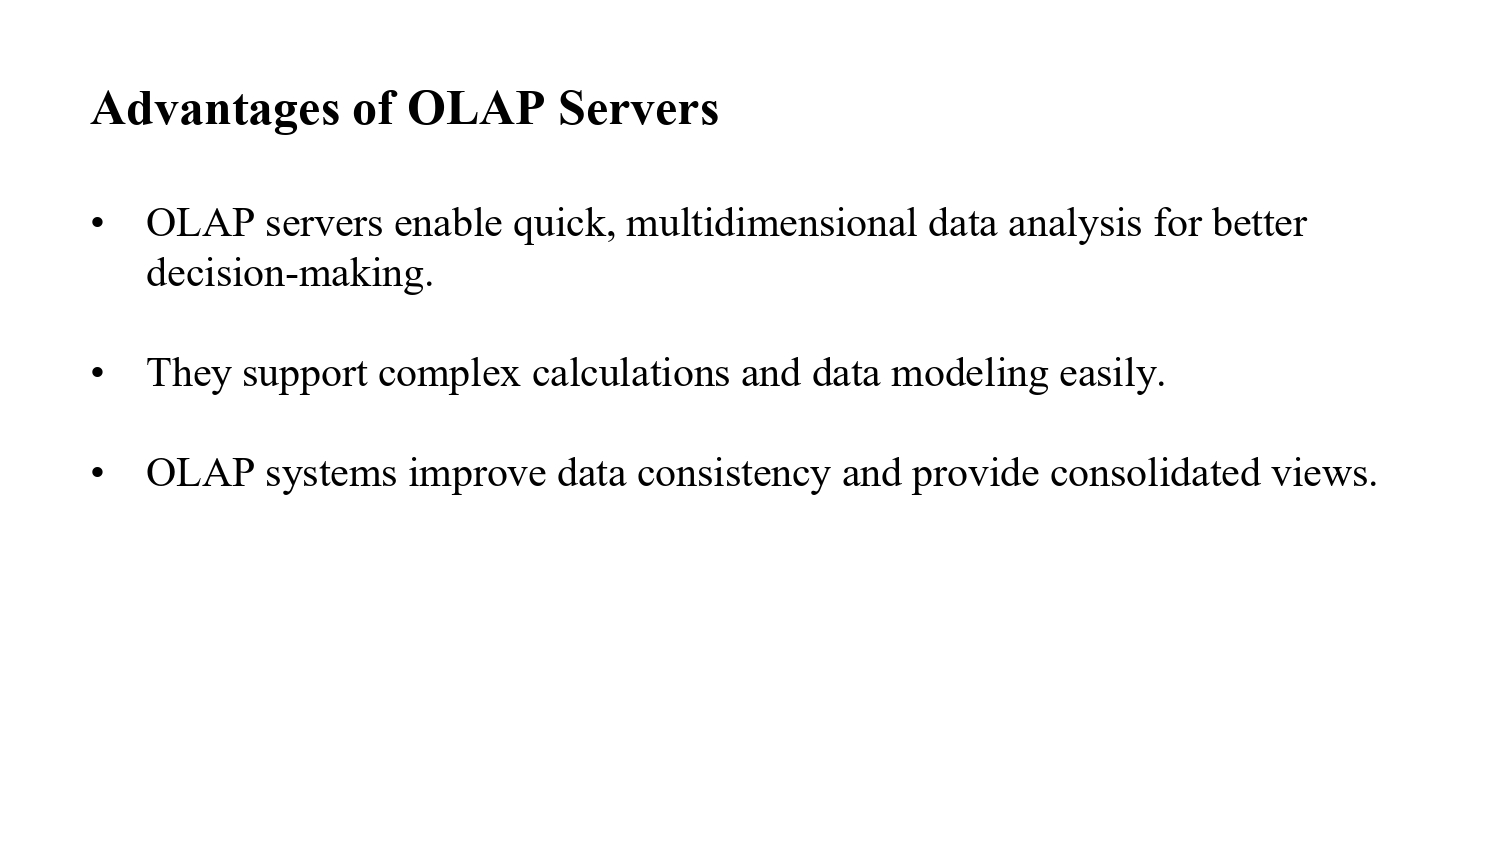 Advantages of OLAP Servers
• OLAP servers enable quick, multidimensional data analysis for better
decision-making.
• They support complex calculations and data modeling easily.
• OLAP systems improve data consistency and provide consolidated views.